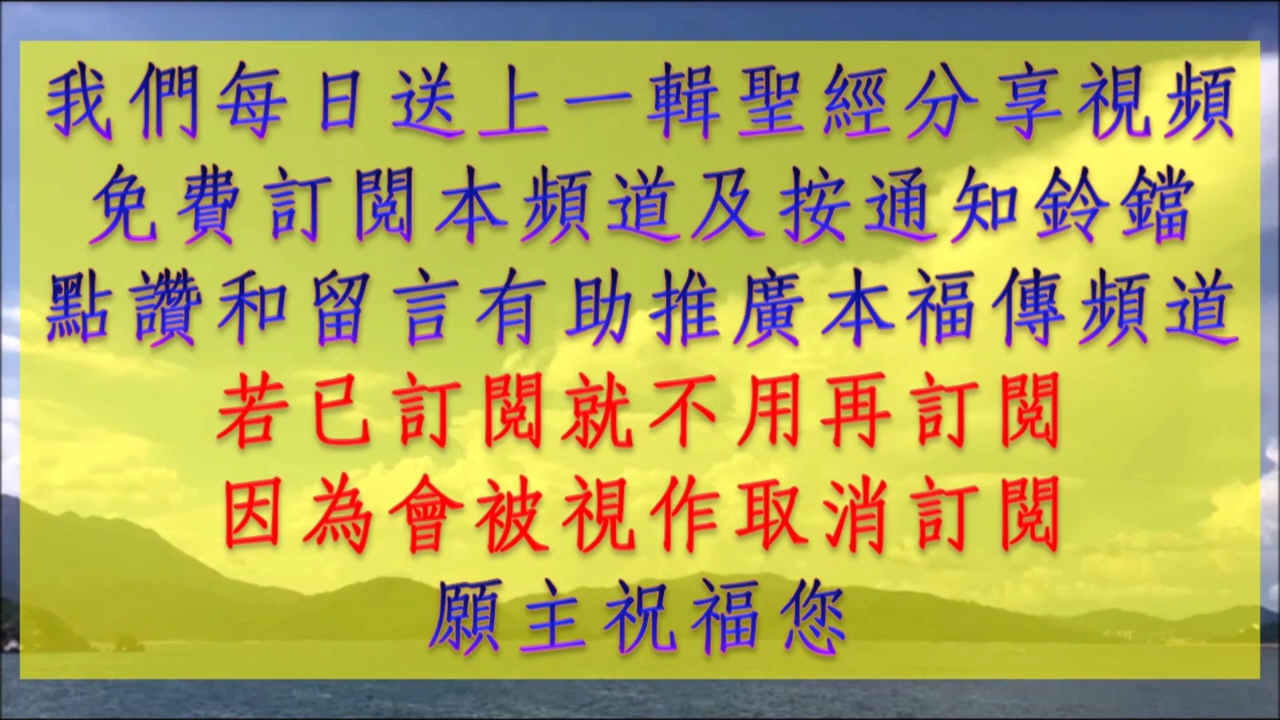 我們每日送上一輯聖經分享視頻
免費訂閱本頻道及按通知鈴鐺
點讚和留言有助推廣本福傳頻道
若已訂閱就不用再訂閱
因為會被視作取消訂閱
願主祝福您